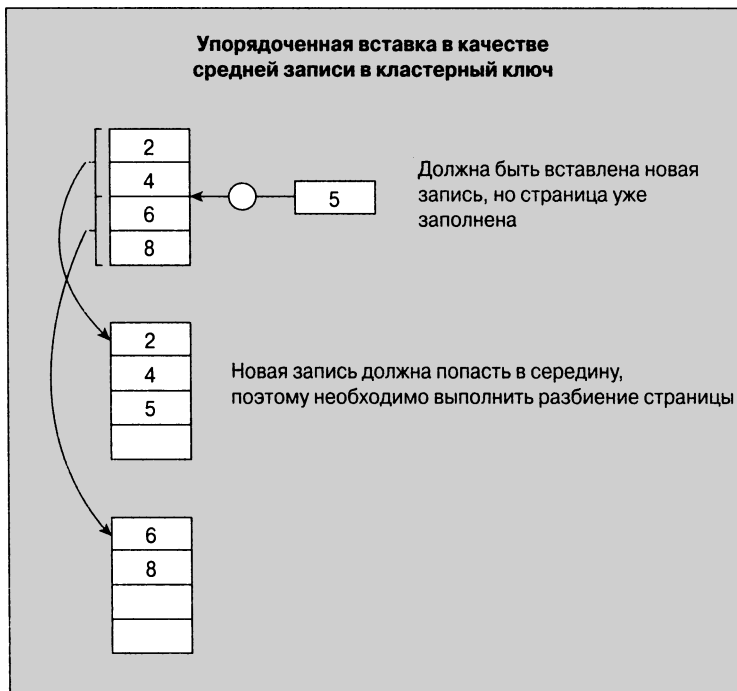 Упорядоченная вставка в качестве
средней записи в кластерный ключ
2
4
6
8
5
Должна быть вставлена новая
запись, но страница уже
заполнена
2
4
5
Новая запись должна попасть в середину,
поэтому необходимо выполнить разбиение страницы
6
8